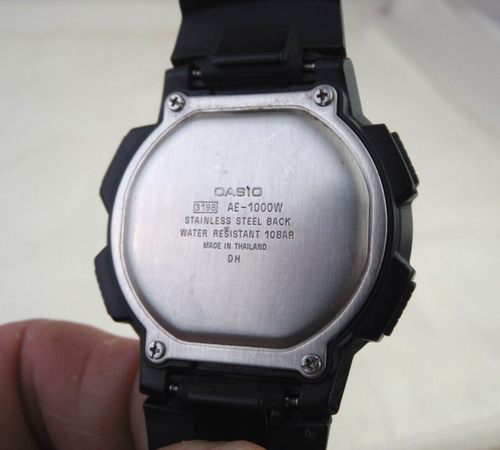 CASIO
3198 AE-1000W
STAINLESS STEEL BACK
WATER RESISTANT 10BAR
MADE IN THAILAND
DH